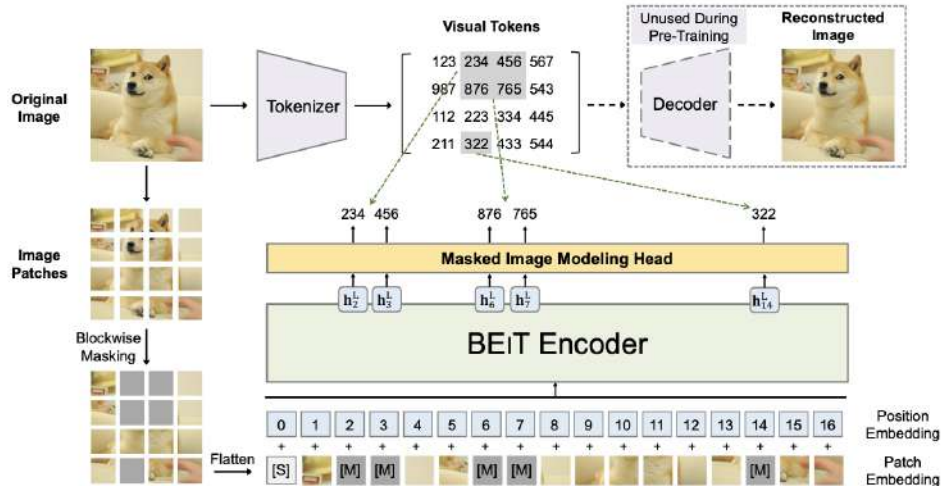 Visual Tokens
Unused During
Pre-Training
Reconstructed
Image
Original
Image
Tokenizer
123 234 456 567
987 876 765 543
112 223 334 445
211 322 433 544
Decoder
234 456 876 765 322
Image
Patches
Masked Image Modeling Head
h₂ᴸ h₃ᴸ h₆ᴸ h₇ᴸ h₁₄ᴸ
BEIT Encoder
Blockwise
Masking
0 1 2 3 4 5 6 7 8 9 10 11 12 13 14 15 16
Position
Embedding
+ + + + + + + + + + + + + + + + +
Flatten
[S] [M] [M] [M] [M] [M]
Patch
Embedding